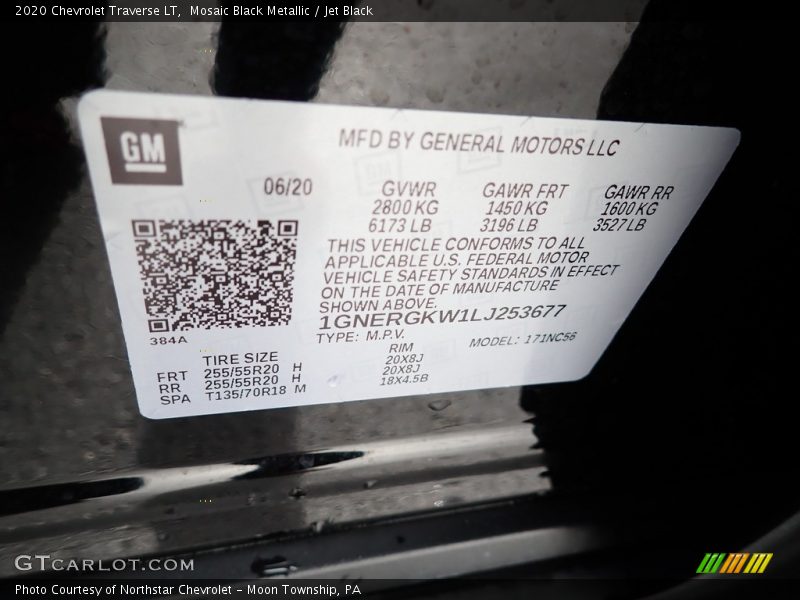 2020 Chevrolet Traverse LT, Mosaic Black Metallic / Jet Black
GM
MFD BY GENERAL MOTORS LLC
06/20 GVWR GAWR FRT GAWR RR
2800 KG 1450 KG 1600 KG
6173 LB 3196 LB 3527 LB
THIS VEHICLE CONFORMS TO ALL
APPLICABLE U.S. FEDERAL MOTOR
VEHICLE SAFETY STANDARDS IN EFFECT
ON THE DATE OF MANUFACTURE
SHOWN ABOVE.
1GNERGKW1LJ253677
384A
TYPE: M.P.V. MODEL: 171NC56
TIRE SIZE RIM
FRT 255/55R20 H 20X8J
RR 255/55R20 H 20X8J
SPA T135/70R18 M 18X4.5B
GTCARLOT.COM
Photo Courtesy of Northstar Chevrolet - Moon Township, PA